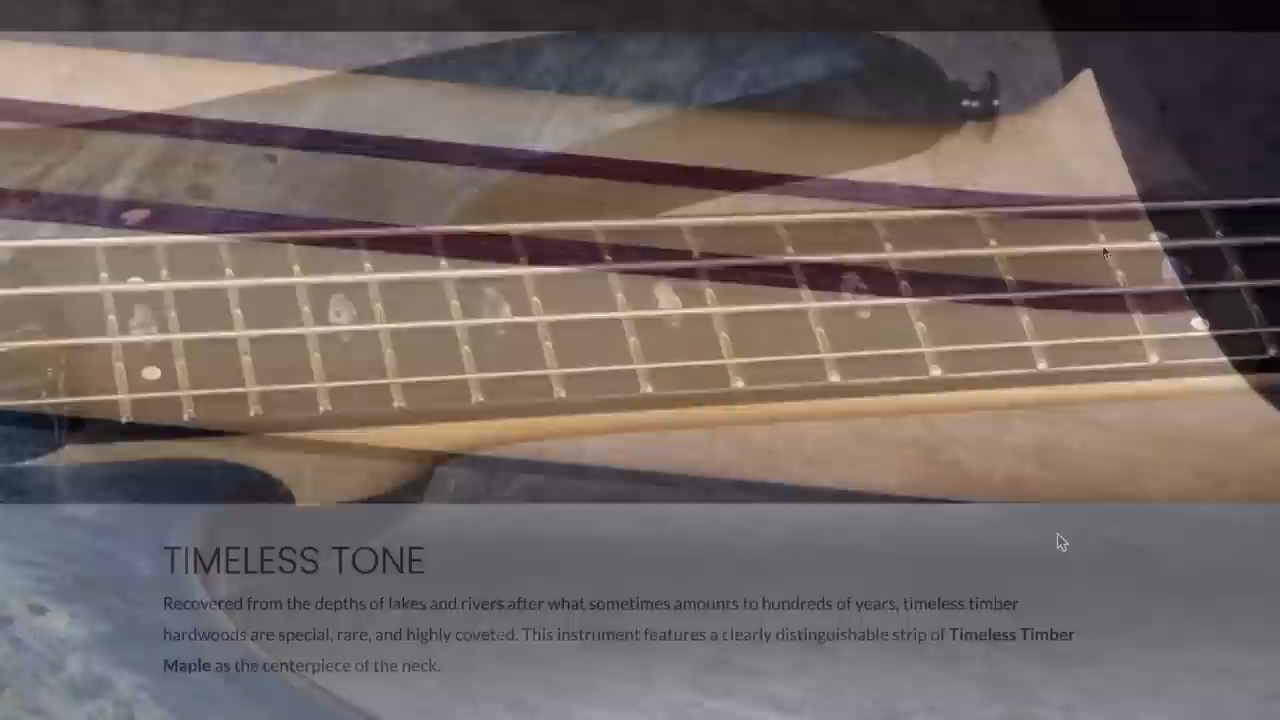 TIMELESS TONE
Recovered from the depths of lakes and rivers after what sometimes amounts to hundreds of years, timeless timber
hardwoods are special, rare, and highly coveted. This instrument features a clearly distinguishable strip of Timeless Timber
Maple as the centerpiece of the neck.